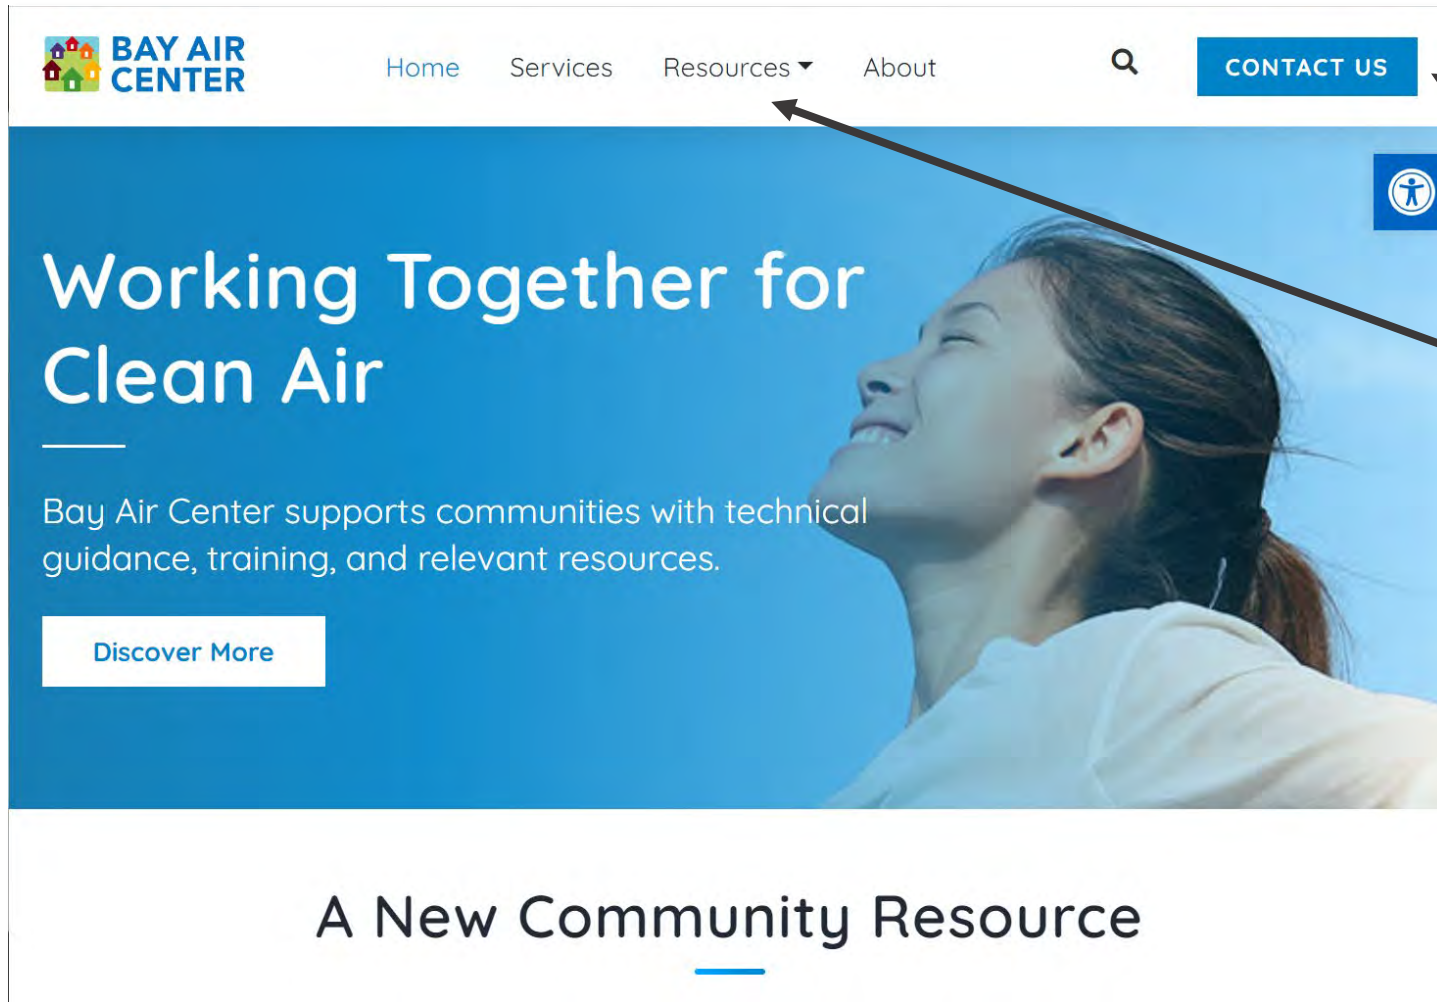 BAY AIR
CENTER
Home Services Resources About CONTACT US
Working Together for
Clean Air
Bay Air Center supports communities with technical
guidance, training, and relevant resources.
Discover More
A New Community Resource